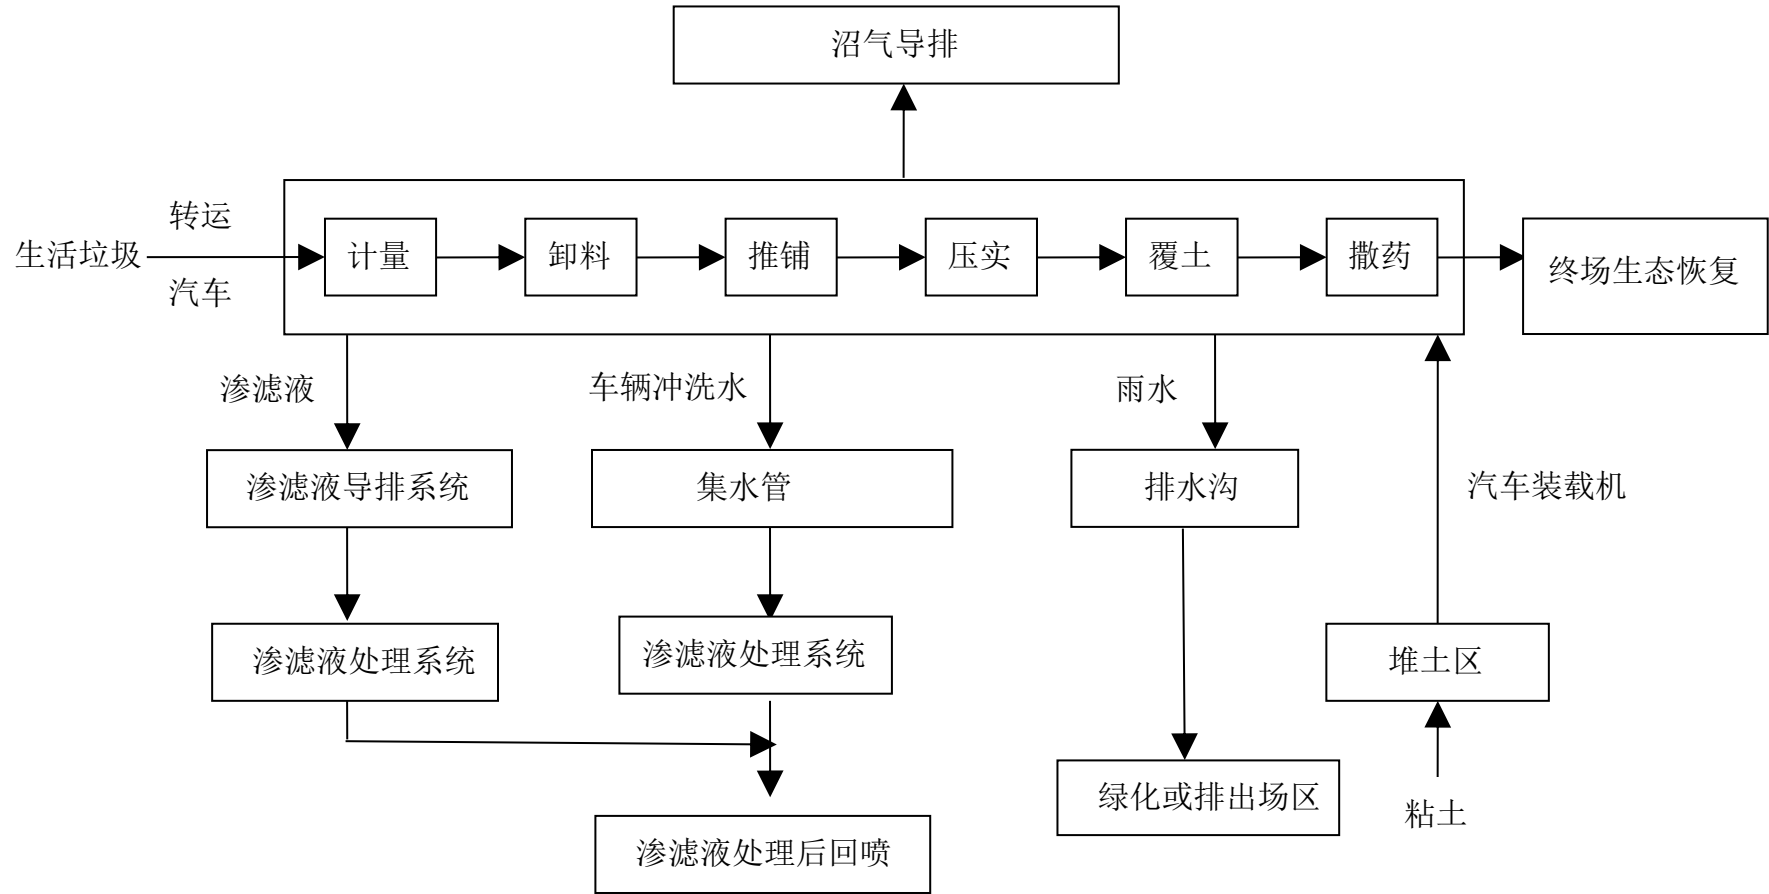 沼气导排
转运
生活垃圾
汽车
计量
卸料
推铺
压实
覆土
撒药
终场生态恢复
渗滤液
车辆冲洗水
雨水
渗滤液导排系统
集水管
排水沟
汽车装载机
渗滤液处理系统
渗滤液处理系统
堆土区
绿化或排出场区
粘土
渗滤液处理后回喷